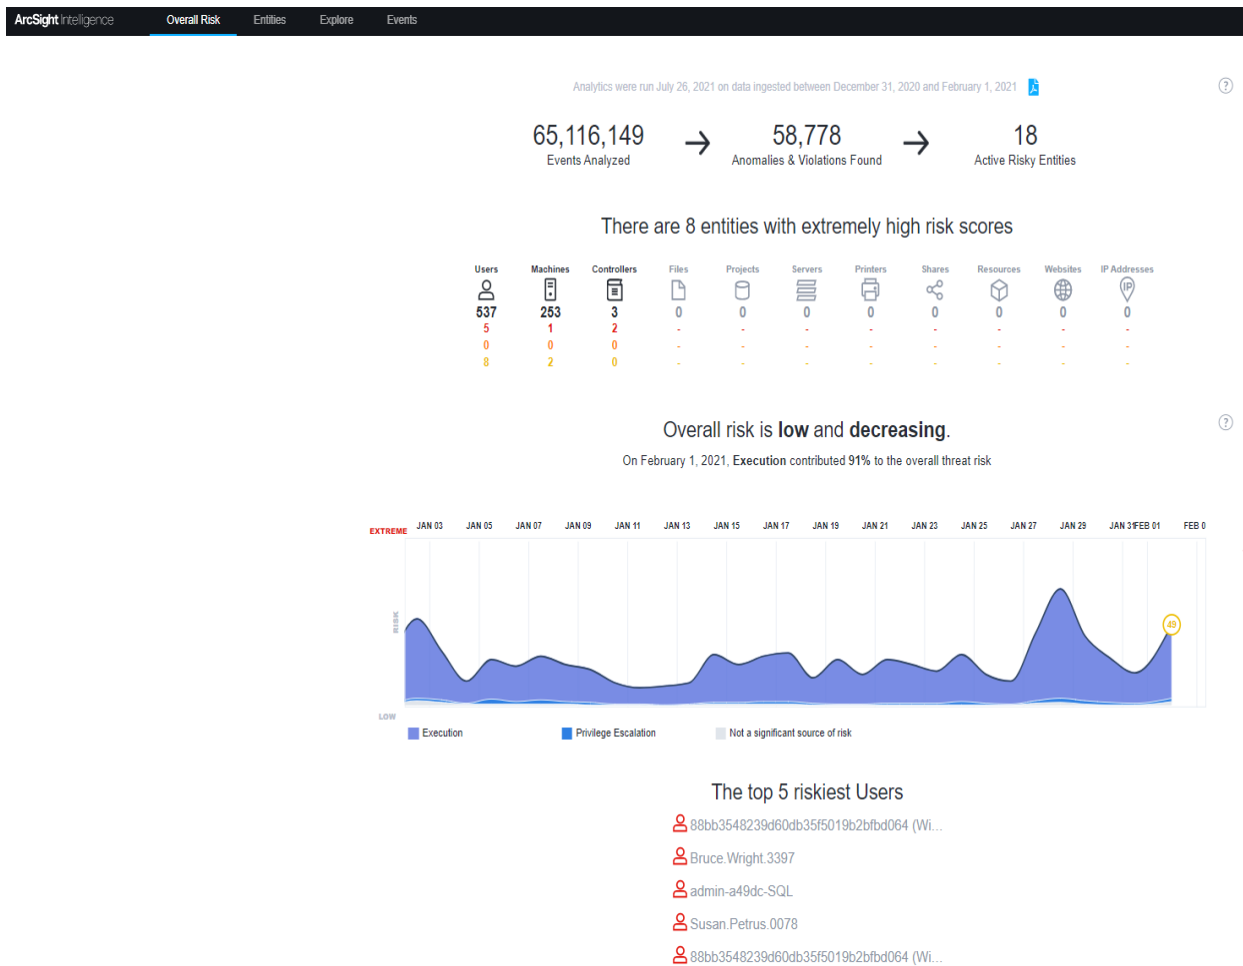 ArcSight Intelligence Overall Risk Entities Explore Events
Analytics were run July 26, 2021 on data ingested between December 31, 2020 and February 1, 2021
?
65,116,149 → 58,778 → 18
Events Analyzed Anomalies & Violations Found Active Risky Entities
There are 8 entities with extremely high risk scores
Users Machines Controllers Files Projects Servers Printers Shares Resources Websites IP Addresses
IP
537 253 3 0 0 0 0 0 0 0 0
5 1 2 - - - - - - - -
0 0 0 - - - - - - - -
8 2 0 - - - - - - - -
Overall risk is low and decreasing.
?
On February 1, 2021, Execution contributed 91% to the overall threat risk
EXTREME JAN 03 JAN 05 JAN 07 JAN 09 JAN 11 JAN 13 JAN 15 JAN 17 JAN 19 JAN 21 JAN 23 JAN 25 JAN 27 JAN 29 JAN 31 FEB 01 FEB 0
RISK
49
LOW
Execution Privilege Escalation Not a significant source of risk
The top 5 riskiest Users
88bb3548239d60db35f5019b2bfbd064 (Wi...
Bruce.Wright.3397
admin-a49dc-SQL
Susan.Petrus.0078
88bb3548239d60db35f5019b2bfbd064 (Wi...